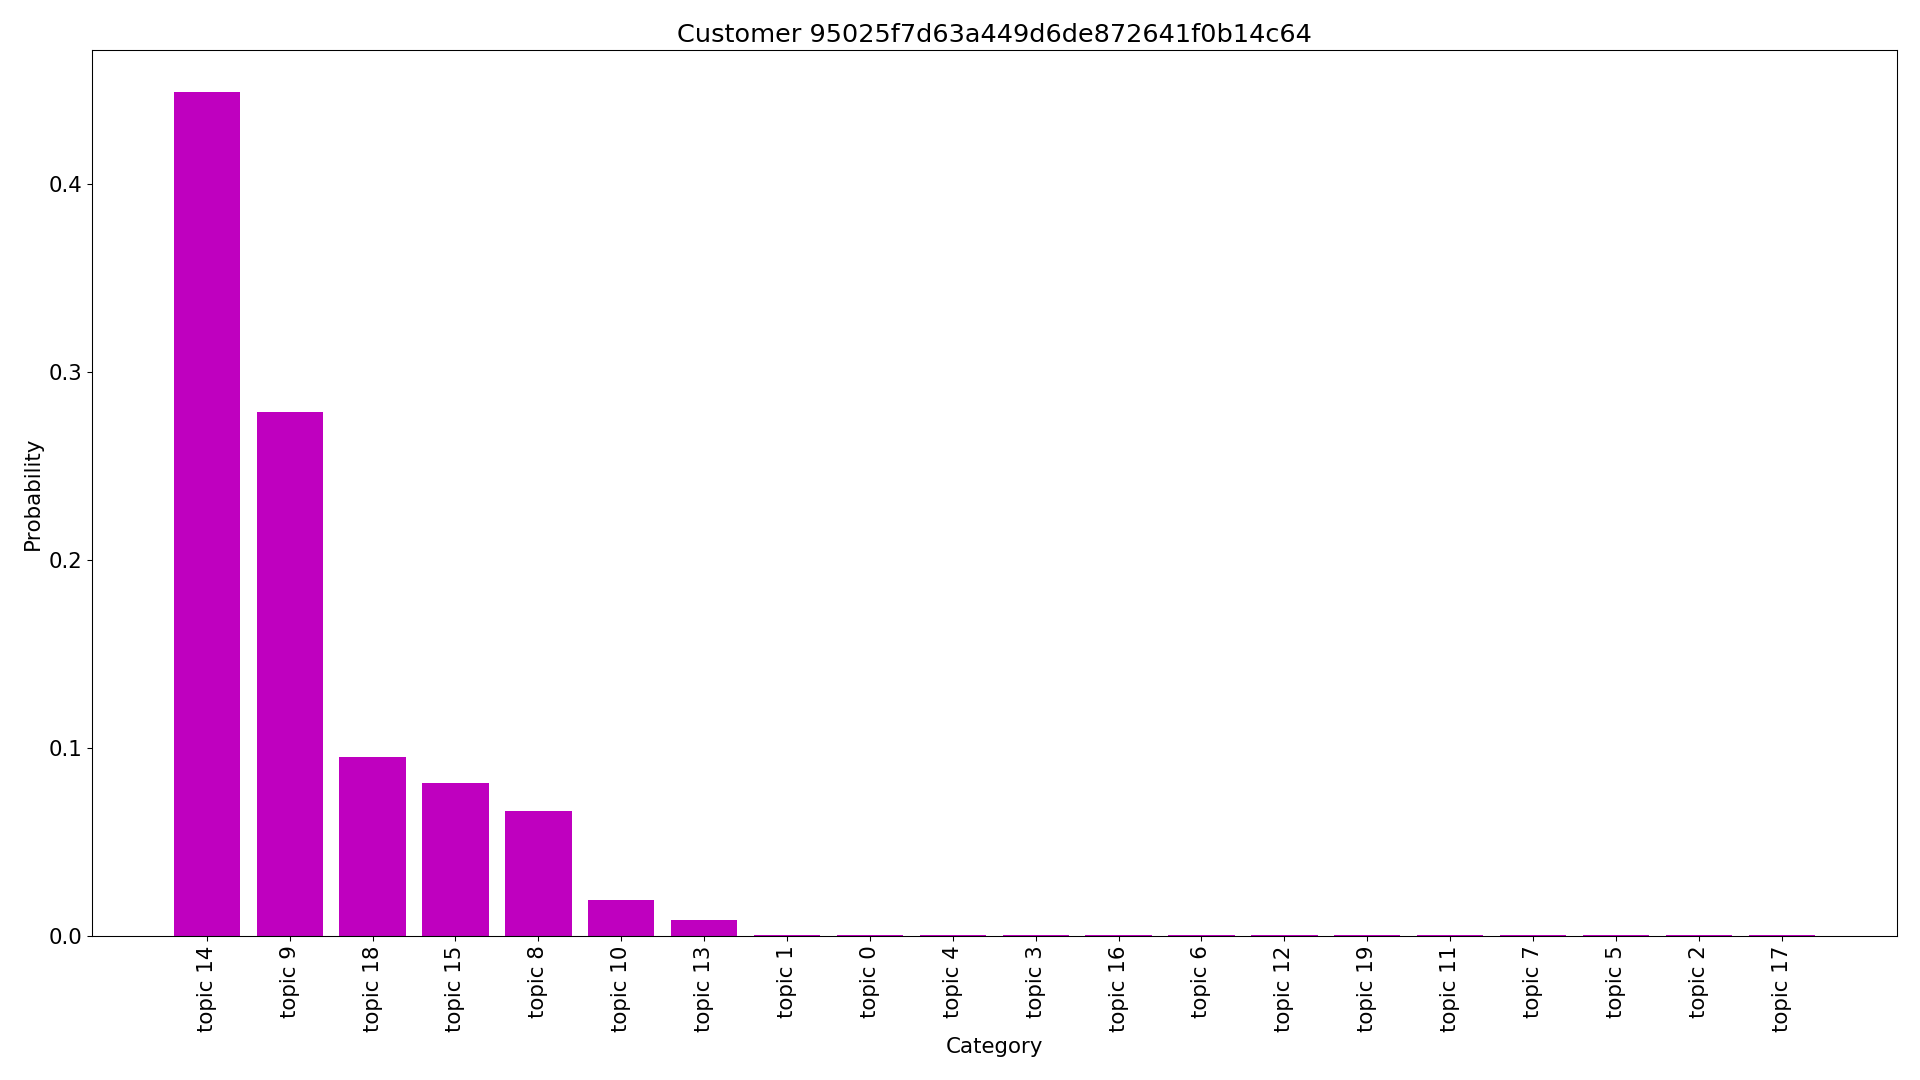 Customer 95025f7d63a449d6de872641f0b14c64
Probability
0.4
0.3
0.2
0.1
0.0
topic 14
topic 9
topic 18
topic 15
topic 8
topic 10
topic 13
topic 1
topic 0
topic 4
topic 3
topic 16
topic 6
topic 12
topic 19
topic 11
topic 7
topic 5
topic 2
topic 17
Category